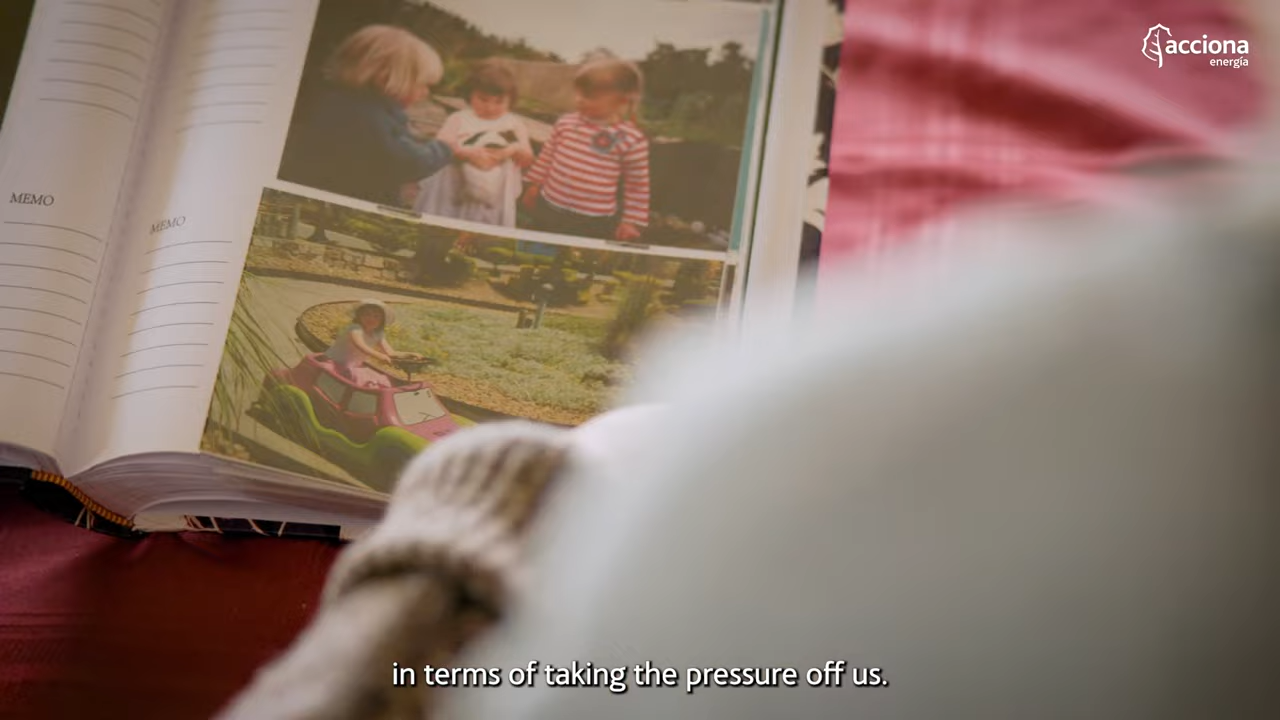 acciona
energía
MEMO
MEMO
in terms of taking the pressure off us.